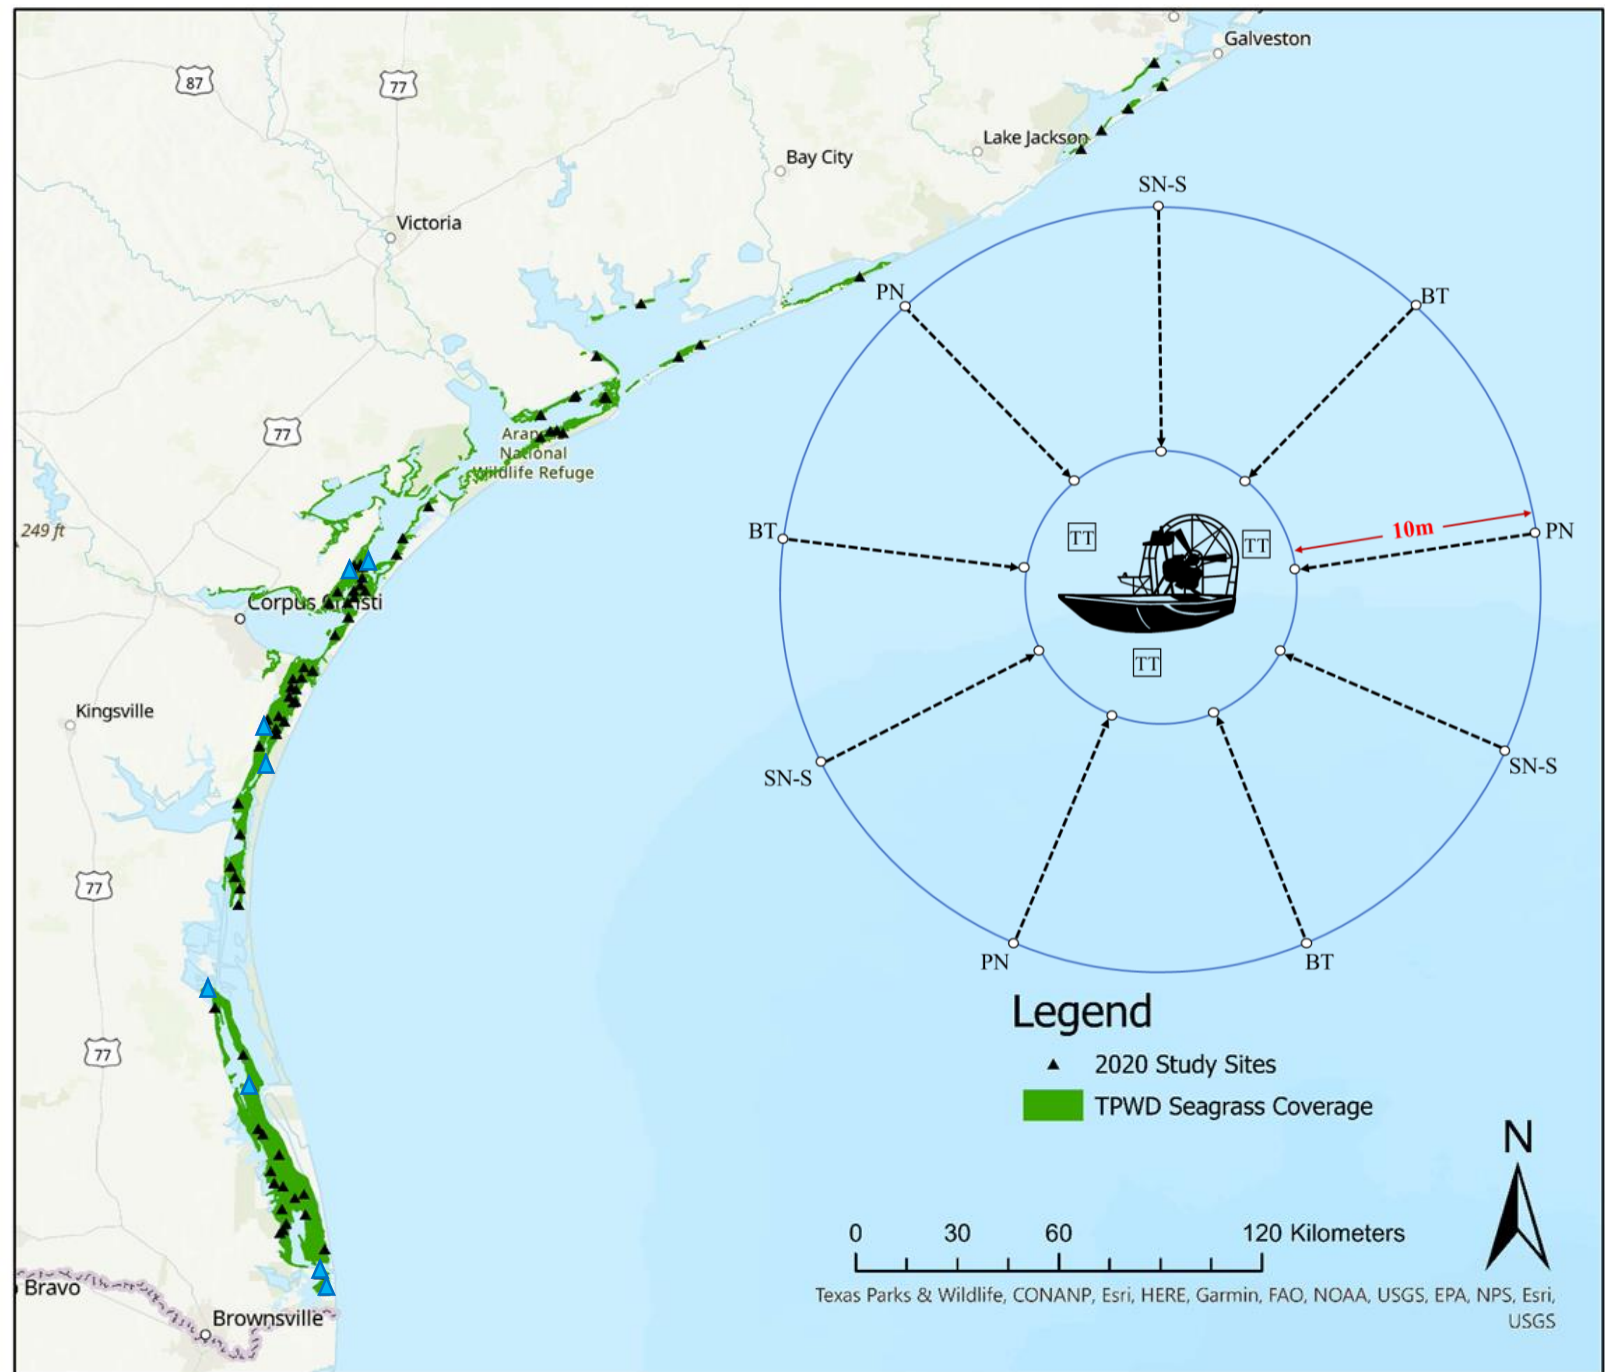 Galveston
87
77
Lake Jackson
Bay City
SN-S
Victoria
PN
BT
77
Aran
National
Wildlife Refuge
249 ft
BT
TT
TT
10m
PN
Corpus Christi
TT
Kingsville
SN-S
SN-S
77
PN
BT
Legend
2020 Study Sites
TPWD Seagrass Coverage
77
N
0 30 60 120 Kilometers
Bravo
Texas Parks & Wildlife, CONANP, Esri, HERE, Garmin, FAO, NOAA, USGS, EPA, NPS, Esri,
USGS
Brownsville